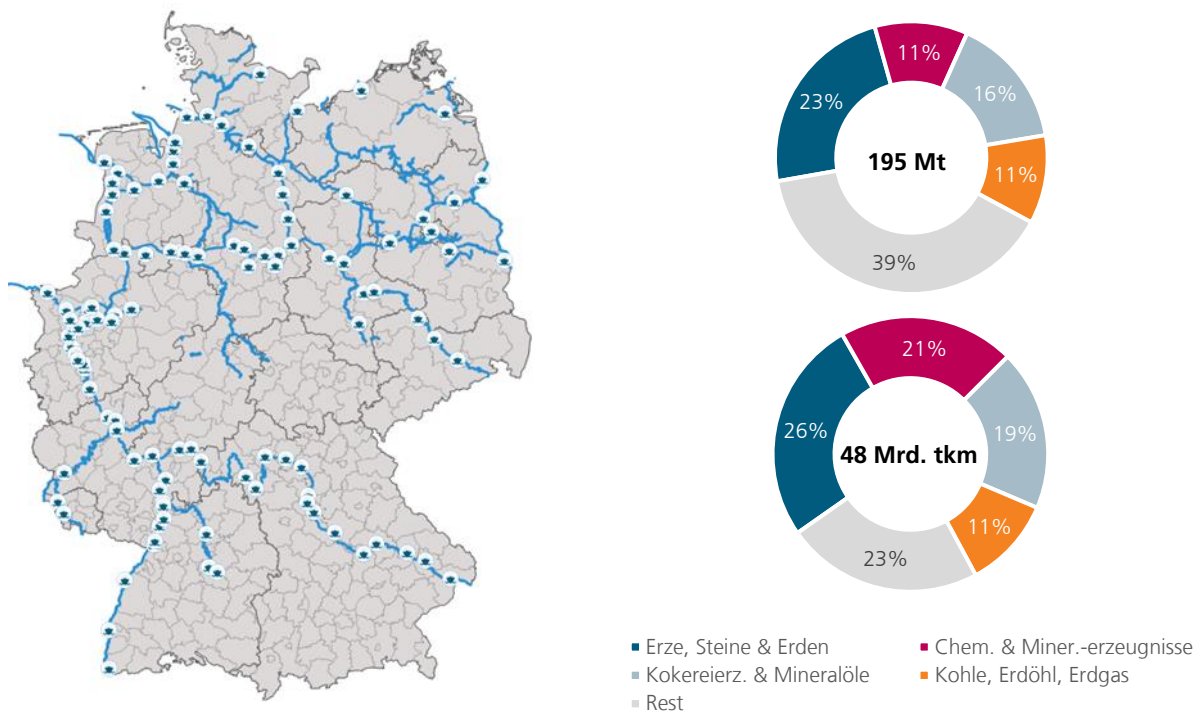 11%
23%
16%
195 Mt
11%
39%
21%
26%
19%
48 Mrd. tkm
11%
23%
Erze, Steine & Erden
Chem. & Miner.-erzeugnisse
Kokereierz. & Mineralöle
Kohle, Erdöhl, Erdgas
Rest